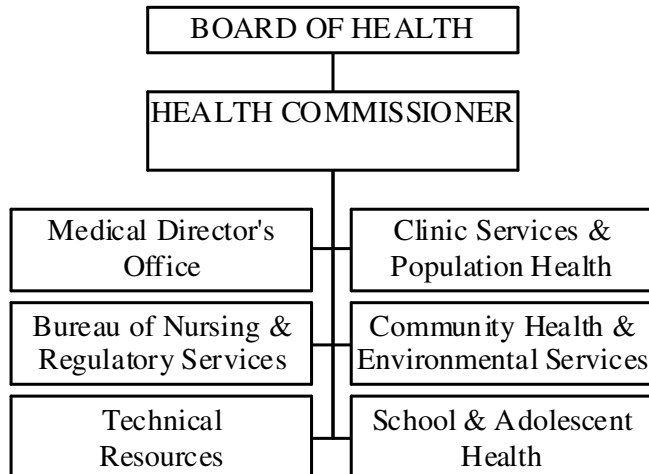 BOARD OF HEALTH
HEALTH COMMISSIONER
Medical Director's
Office
Clinic Services &
Population Health
Bureau of Nursing &
Regulatory Services
Community Health &
Environmental Services
Technical
Resources
School & Adolescent
Health